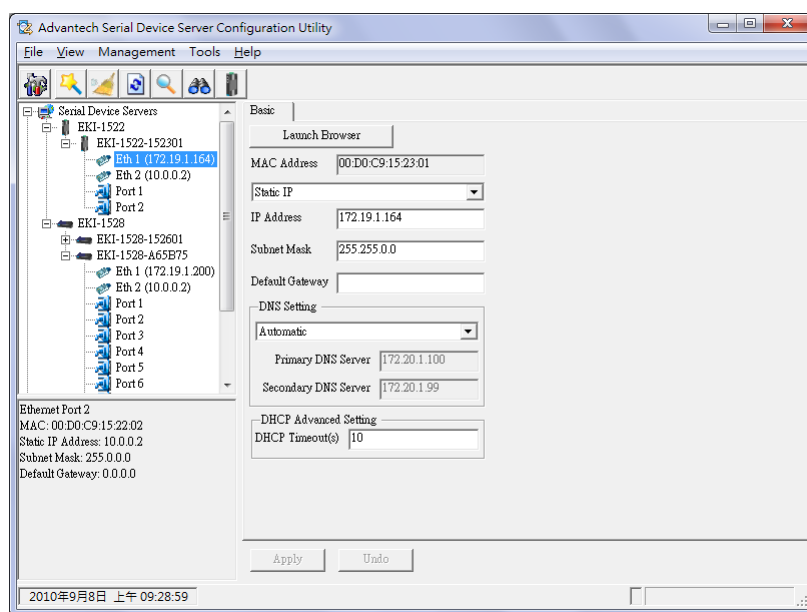 Advantech Serial Device Server Configuration Utility
File View Management Tools Help
Serial Device Servers
EKI-1522
EKI-1522-152301
Eth 1 (172.19.1.164)
Eth 2 (10.0.0.2)
Port 1
Port 2
EKI-1528
EKI-1528-152601
EKI-1528-A65B75
Eth 1 (172.19.1.200)
Eth 2 (10.0.0.2)
Port 1
Port 2
Port 3
Port 4
Port 5
Port 6
Ethernet Port 2
MAC: 00:D0:C9:15:22:02
Static IP Address: 10.0.0.2
Subnet Mask: 255.0.0.0
Default Gateway: 0.0.0.0
Basic
Launch Browser
MAC Address 00:D0:C9:15:23:01
Static IP
IP Address 172.19.1.164
Subnet Mask 255.255.0.0
Default Gateway
DNS Setting
Automatic
Primary DNS Server 172.20.1.100
Secondary DNS Server 172.20.1.99
DHCP Advanced Setting
DHCP Timeout(s) 10
Apply Undo
2010年9月8日 上午 09:28:59